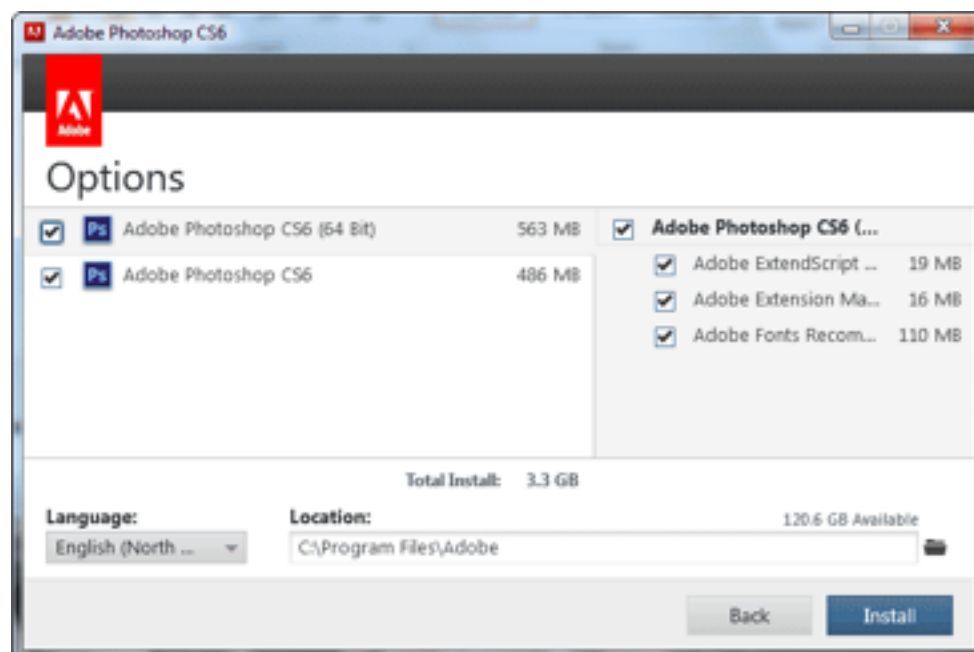 Adobe Photoshop CS6
Adobe
Options
Ps Adobe Photoshop CS6 (64 Bit) 563 MB
Ps Adobe Photoshop CS6 486 MB
Adobe Photoshop CS6 (...
Adobe ExtendScript ... 19 MB
Adobe Extension Ma... 16 MB
Adobe Fonts Recom... 110 MB
Total Install: 3.3 GB
Language:
English (North ...
Location:
120.6 GB Available
C:\Program Files\Adobe
Back
Install